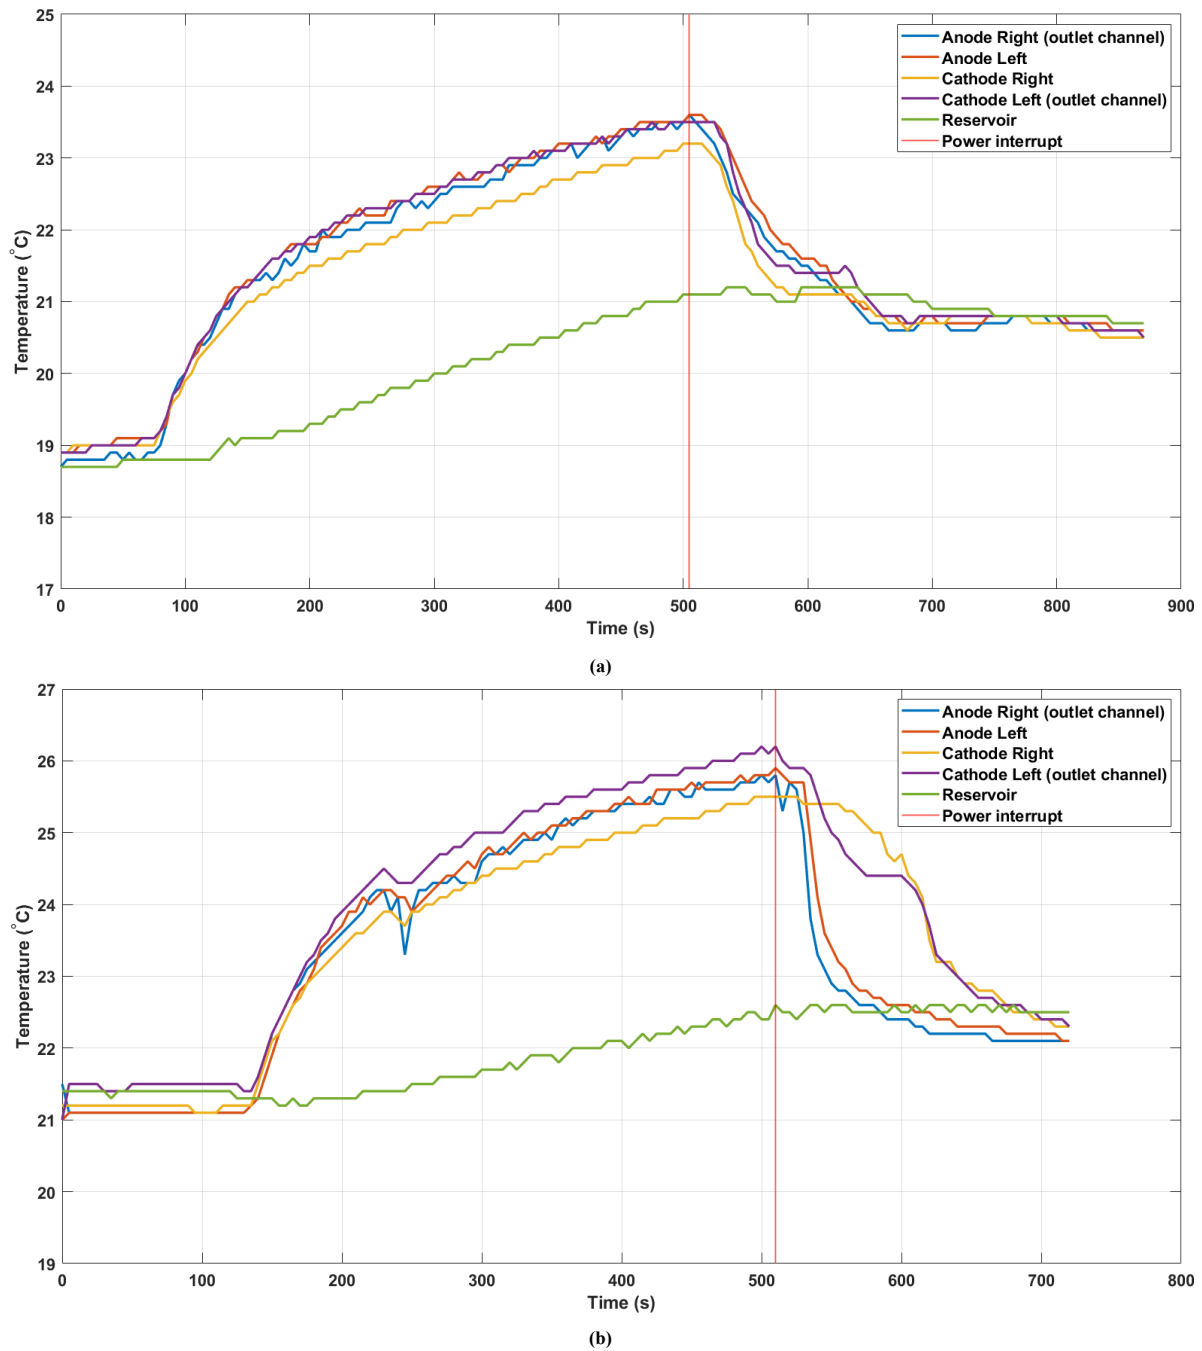 25
24
23
22
21
20
19
18
17
Temperature (°C)
Anode Right (outlet channel)
Anode Left
Cathode Right
Cathode Left (outlet channel)
Reservoir
Power interrupt
0 100 200 300 400 500 600 700 800 900
Time (s)
(a)
27
26
25
24
23
22
21
20
19
Temperature (°C)
Anode Right (outlet channel)
Anode Left
Cathode Right
Cathode Left (outlet channel)
Reservoir
Power interrupt
0 100 200 300 400 500 600 700 800
Time (s)
(b)